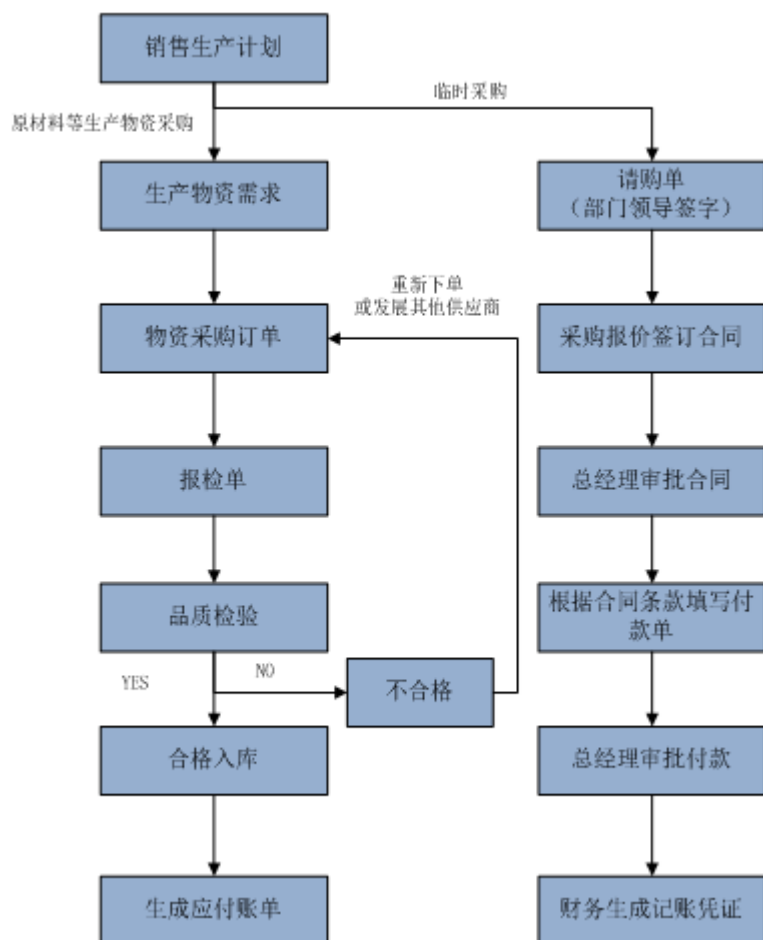 销售生产计划
临时采购
原材料等生产物资采购
生产物资需求
请购单
（部门领导签字）
重新下单
或发展其他供应商
物资采购订单
采购报价签订合同
报检单
总经理审批合同
品质检验
根据合同条款填写付
款单
YES
NO
不合格
合格入库
总经理审批付款
生成应付账单
财务生成记账凭证